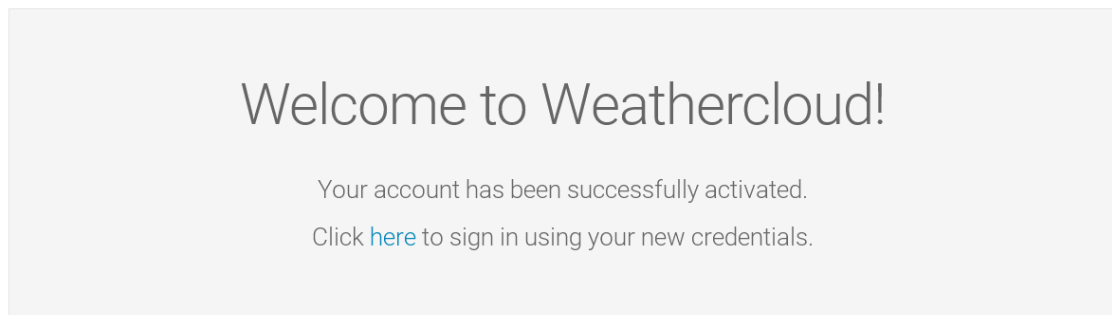 Welcome to Weathercloud!
Your account has been successfully activated.
Click here to sign in using your new credentials.